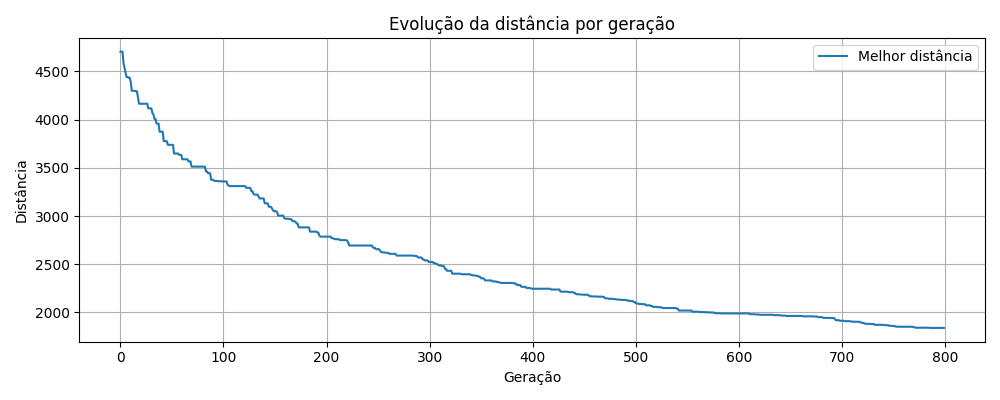 Evolução da distância por geração
Melhor distância
Distância
4500
4000
3500
3000
2500
2000
0 100 200 300 400 500 600 700 800
Geração